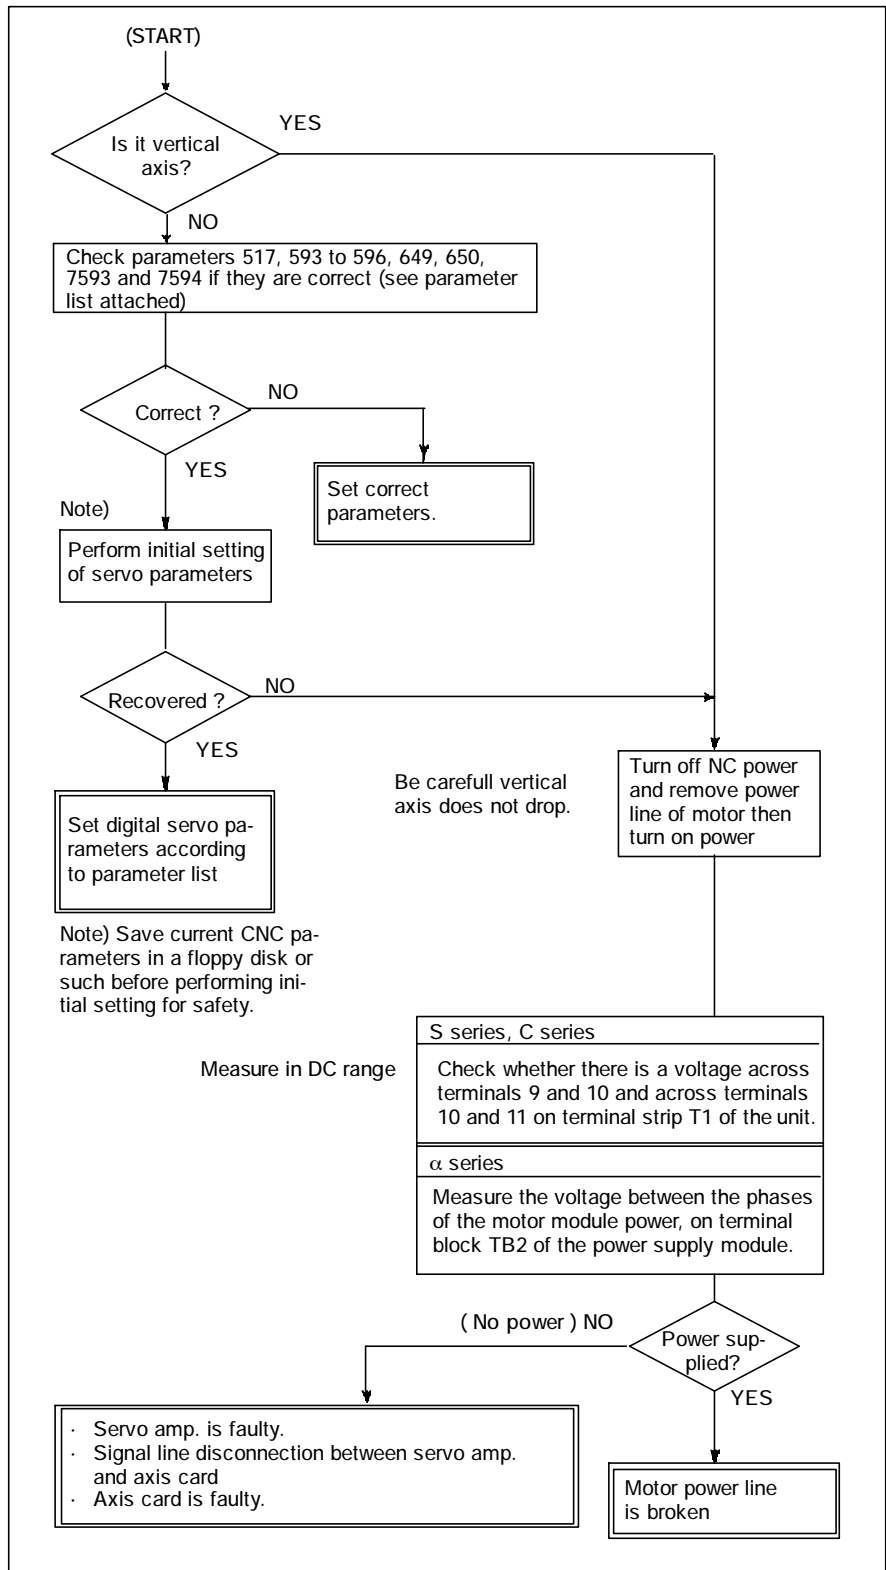 (START)
YES
Is it vertical
axis?
NO
Check parameters 517, 593 to 596, 649, 650,
7593 and 7594 if they are correct (see parameter
list attached)
NO
Correct ?
YES
Set correct
parameters.
Note)
Perform initial setting
of servo parameters
NO
Recovered ?
YES
Be carefull vertical
axis does not drop.
Turn off NC power
and remove power
line of motor then
turn on power
Set digital servo pa-
rameters according
to parameter list
Note) Save current CNC pa-
rameters in a floppy disk or
such before performing ini-
tial setting for safety.
S series, C series
Measure in DC range
Check whether there is a voltage across
terminals 9 and 10 and across terminals
10 and 11 on terminal strip T1 of the unit.
α series
Measure the voltage between the phases
of the motor module power, on terminal
block TB2 of the power supply module.
( No power ) NO
Power sup-
plied?
YES
· Servo amp. is faulty.
· Signal line disconnection between servo amp.
and axis card
· Axis card is faulty.
Motor power line
is broken